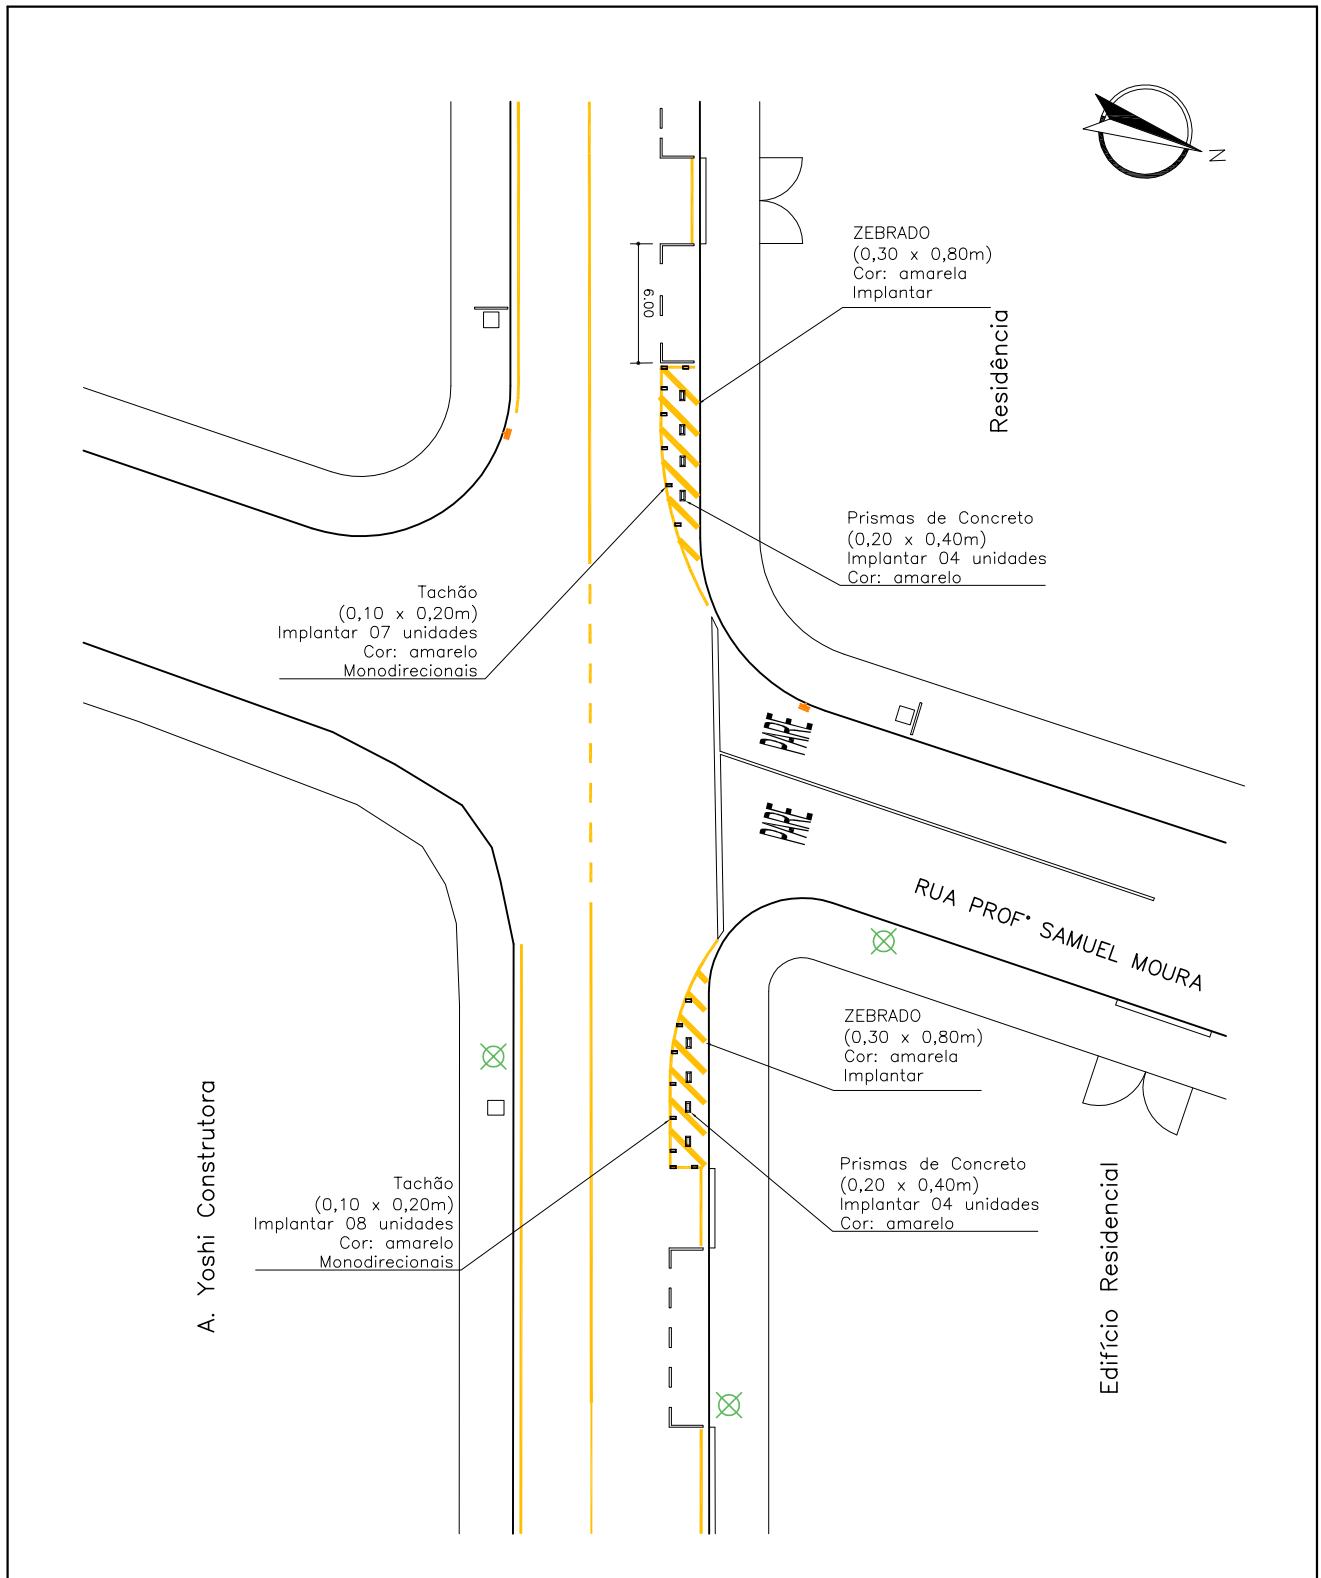 N
ZEBRADO
(0,30 x 0,80m)
Cor: amarela
Implantar
Residência
6.00
Prismas de Concreto
(0,20 x 0,40m)
Implantar 04 unidades
Cor: amarelo
Tachão
(0,10 x 0,20m)
Implantar 07 unidades
Cor: amarelo
Monodirecionais
PARE
PARE
RUA PROFª SAMUEL MOURA
ZEBRADO
(0,30 x 0,80m)
Cor: amarela
Implantar
A. Yoshi Construtora
Prismas de Concreto
(0,20 x 0,40m)
Implantar 04 unidades
Cor: amarelo
Tachão
(0,10 x 0,20m)
Implantar 08 unidades
Cor: amarelo
Monodirecionais
Edifício Residencial